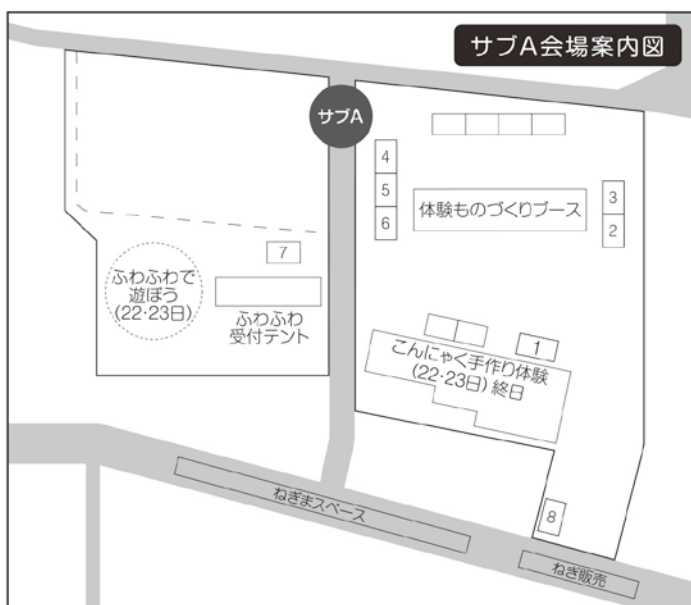 サブA会場案内図
サブA
4
5
6
体験ものづくりブース
3
2
7
ふわふわで
遊ぼう
(22・23日)
ふわふわ
受付テント
1
こんにゃく手作り体験
(22・23日) 終日
ねぎまスペース
8
ねぎ販売